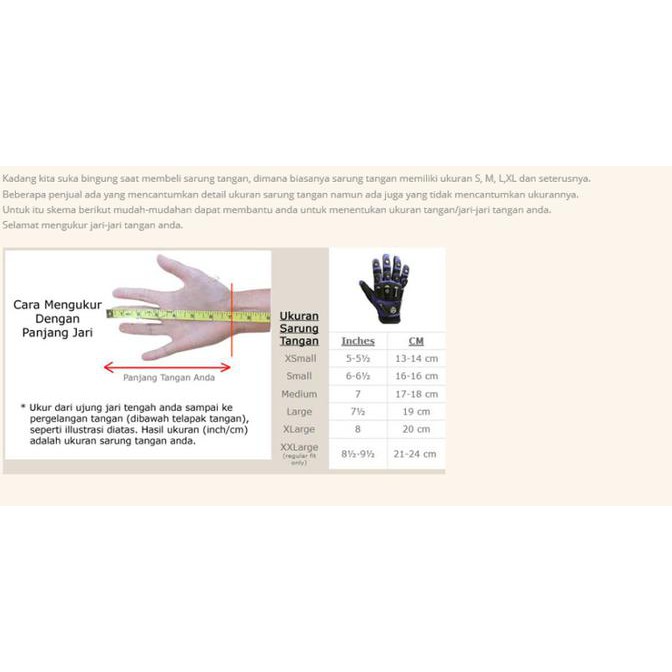 Kadang kita suka bingung saat membeli sarung tangan, dimana biasanya sarung tangan memiliki ukuran S, M, L,XL dan seterusnya.
Beberapa penjual ada yang mencantumkan detail ukuran sarung tangan namun ada juga yang tidak mencantumkan ukurannya.
Untuk itu skema berikut mudah-mudahan dapat membantu anda untuk menentukan ukuran tangan/jari-jari tangan anda.
Selamat mengukur jari-jari tangan anda.
Cara Mengukur
Dengan
Panjang Jari
Panjang Tangan Anda
* Ukur dari ujung jari tengah anda sampai ke
pergelangan tangan (dibawah telapak tangan),
seperti illustrasi diatas. Hasil ukuran (inch/cm)
adalah ukuran sarung tangan anda.
Ukuran
Sarung
Tangan Inches CM
XSmall 5-5½ 13-14 cm
Small 6-6½ 16-16 cm
Medium 7 17-18 cm
Large 7½ 19 cm
XLarge 8 20 cm
XXLarge 8½-9½ 21-24 cm
(regular fit
only)